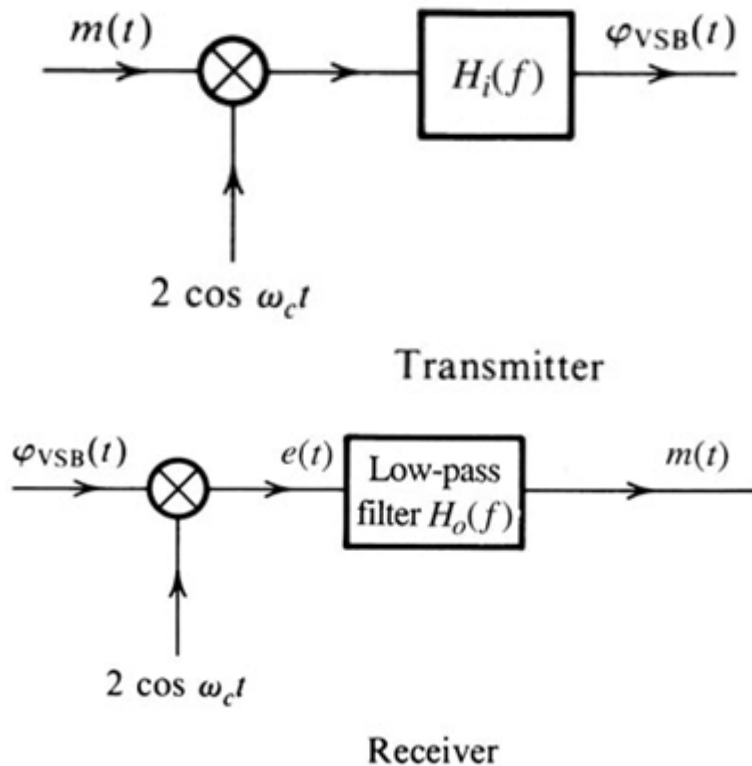 m(t)
φ_VSB(t)
H_i(f)
2 cos ω_c t
Transmitter
φ_VSB(t)
e(t)
Low-pass
filter H_o(f)
m(t)
2 cos ω_c t
Receiver